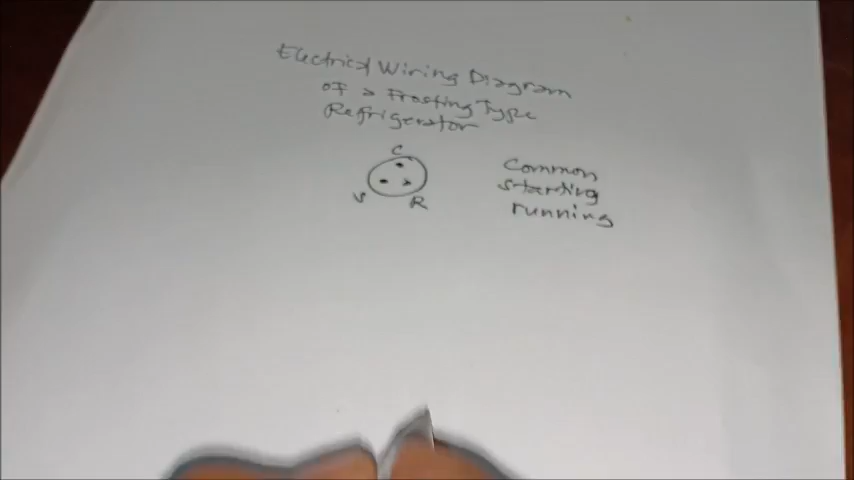 Electrical Wiring Diagram
of a Frosting Type
Refrigerator
C
S
R
Common
starting
running